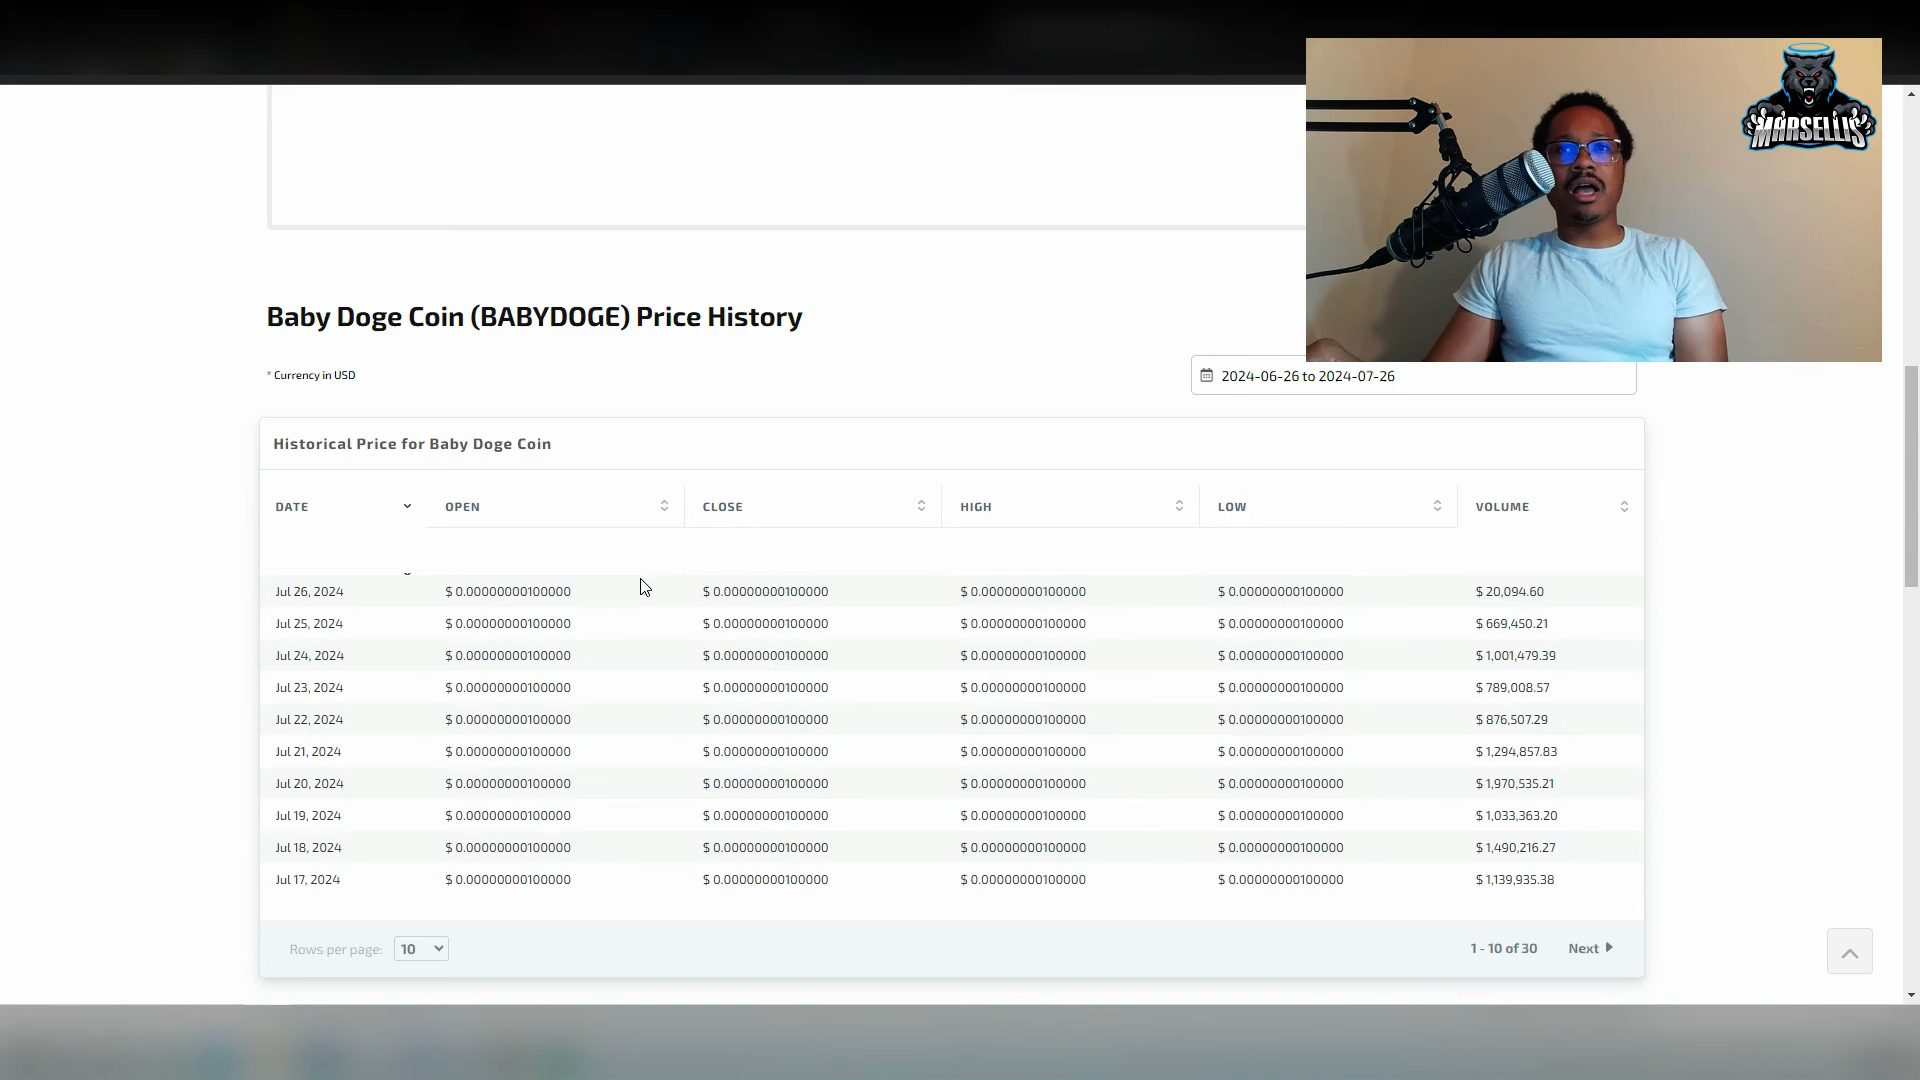 MARSELLIS
Baby Doge Coin (BABYDOGE) Price History
* Currency in USD
2024-06-26 to 2024-07-26
Historical Price for Baby Doge Coin
DATE OPEN CLOSE HIGH LOW VOLUME
Jul 26, 2024 $ 0.00000000100000 $ 0.00000000100000 $ 0.00000000100000 $ 0.00000000100000 $ 20,094.60
Jul 25, 2024 $ 0.00000000100000 $ 0.00000000100000 $ 0.00000000100000 $ 0.00000000100000 $ 669,450.21
Jul 24, 2024 $ 0.00000000100000 $ 0.00000000100000 $ 0.00000000100000 $ 0.00000000100000 $ 1,001,479.39
Jul 23, 2024 $ 0.00000000100000 $ 0.00000000100000 $ 0.00000000100000 $ 0.00000000100000 $ 789,008.57
Jul 22, 2024 $ 0.00000000100000 $ 0.00000000100000 $ 0.00000000100000 $ 0.00000000100000 $ 876,507.29
Jul 21, 2024 $ 0.00000000100000 $ 0.00000000100000 $ 0.00000000100000 $ 0.00000000100000 $ 1,294,857.83
Jul 20, 2024 $ 0.00000000100000 $ 0.00000000100000 $ 0.00000000100000 $ 0.00000000100000 $ 1,970,535.21
Jul 19, 2024 $ 0.00000000100000 $ 0.00000000100000 $ 0.00000000100000 $ 0.00000000100000 $ 1,033,363.20
Jul 18, 2024 $ 0.00000000100000 $ 0.00000000100000 $ 0.00000000100000 $ 0.00000000100000 $ 1,490,216.27
Jul 17, 2024 $ 0.00000000100000 $ 0.00000000100000 $ 0.00000000100000 $ 0.00000000100000 $ 1,139,935.38
Rows per page: 10 1 - 10 of 30 Next